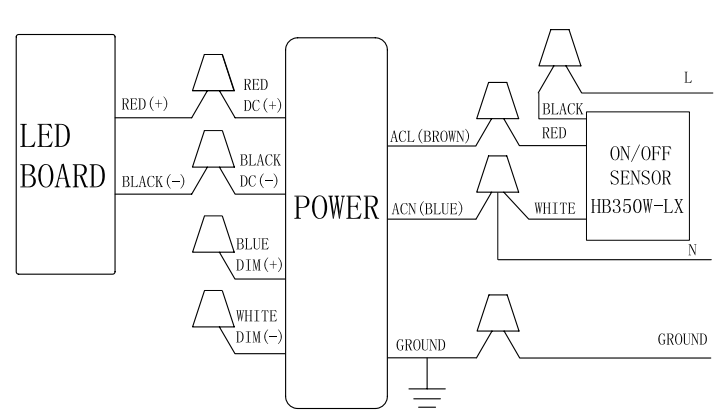 LED
BOARD
RED(+)
BLACK(-)
RED
DC(+)
BLACK
DC(-)
BLUE
DIM(+)
WHITE
DIM(-)
POWER
ACL(BROWN)
ACN(BLUE)
GROUND
BLACK
RED
WHITE
ON/OFF
SENSOR
HB350W-LX
L
N
GROUND